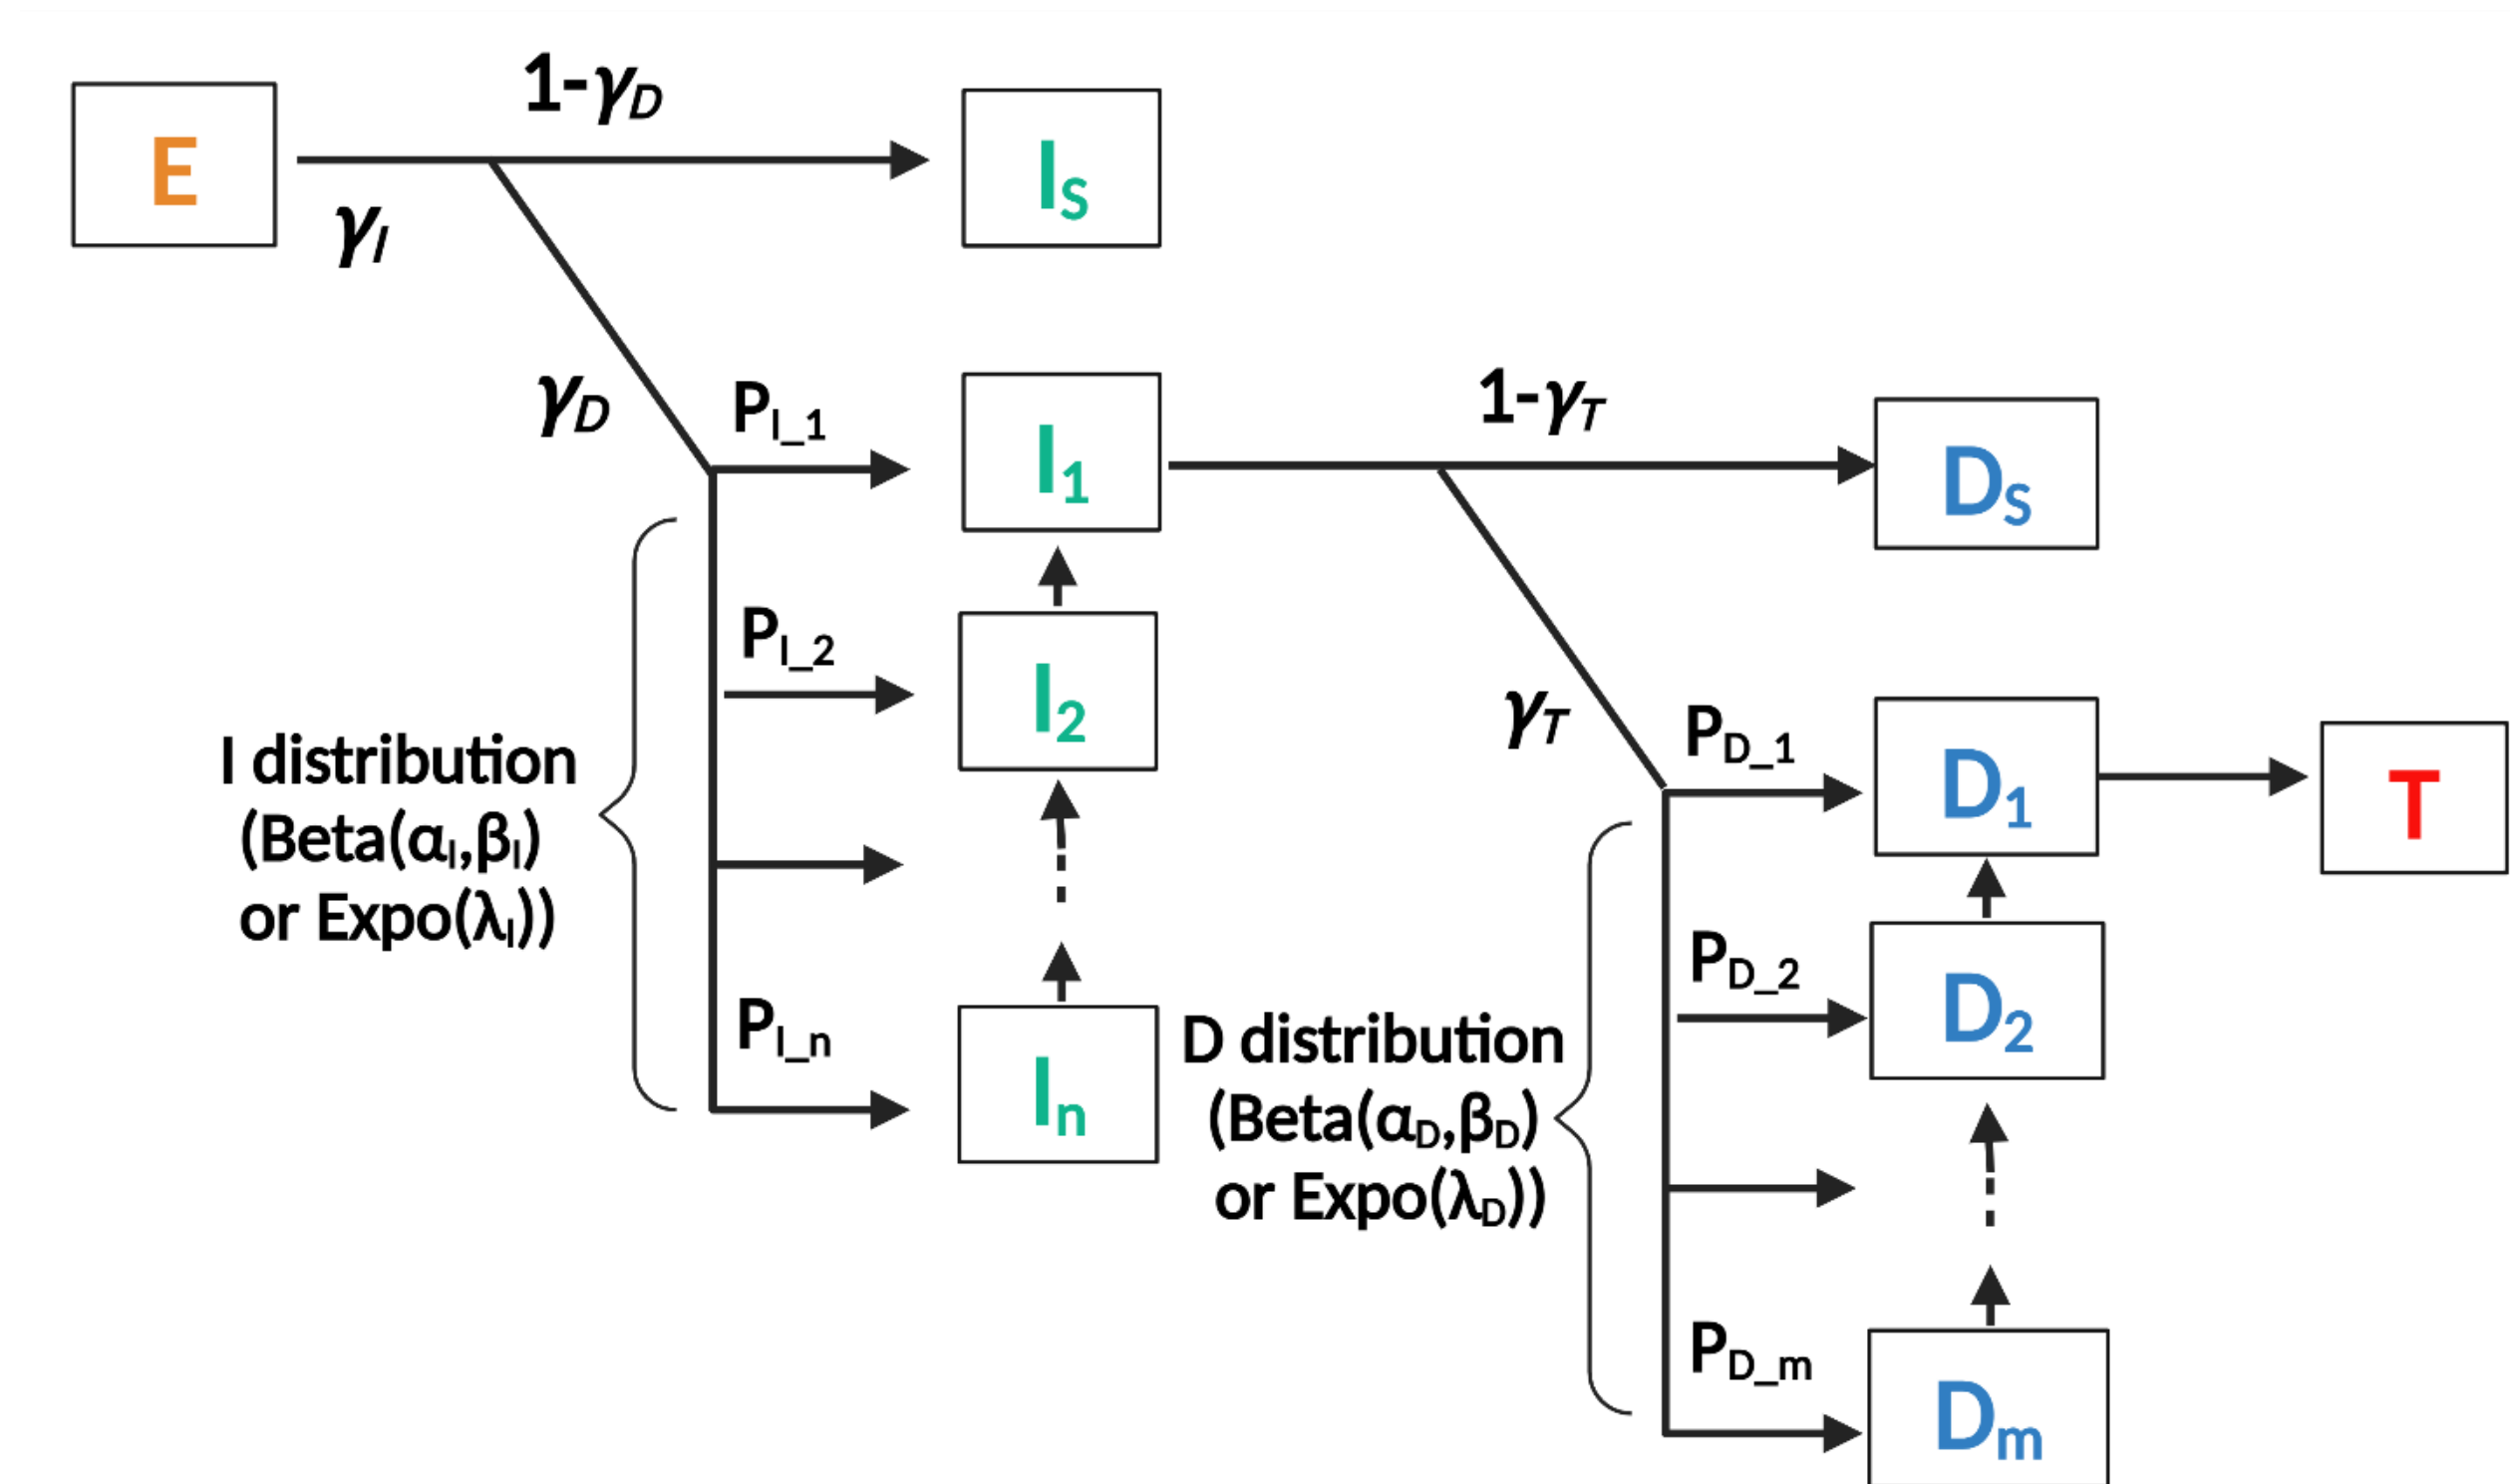 1-γD
E
IS
γI
γD
PI_1
I1
1-γT
DS
PI_2
I2
γT
PD_1
D1
T
I distribution
(Beta(αI,βI)
or Expo(λI))
PD_2
D2
PI_n
In
D distribution
(Beta(αD,βD)
or Expo(λD))
PD_m
Dm